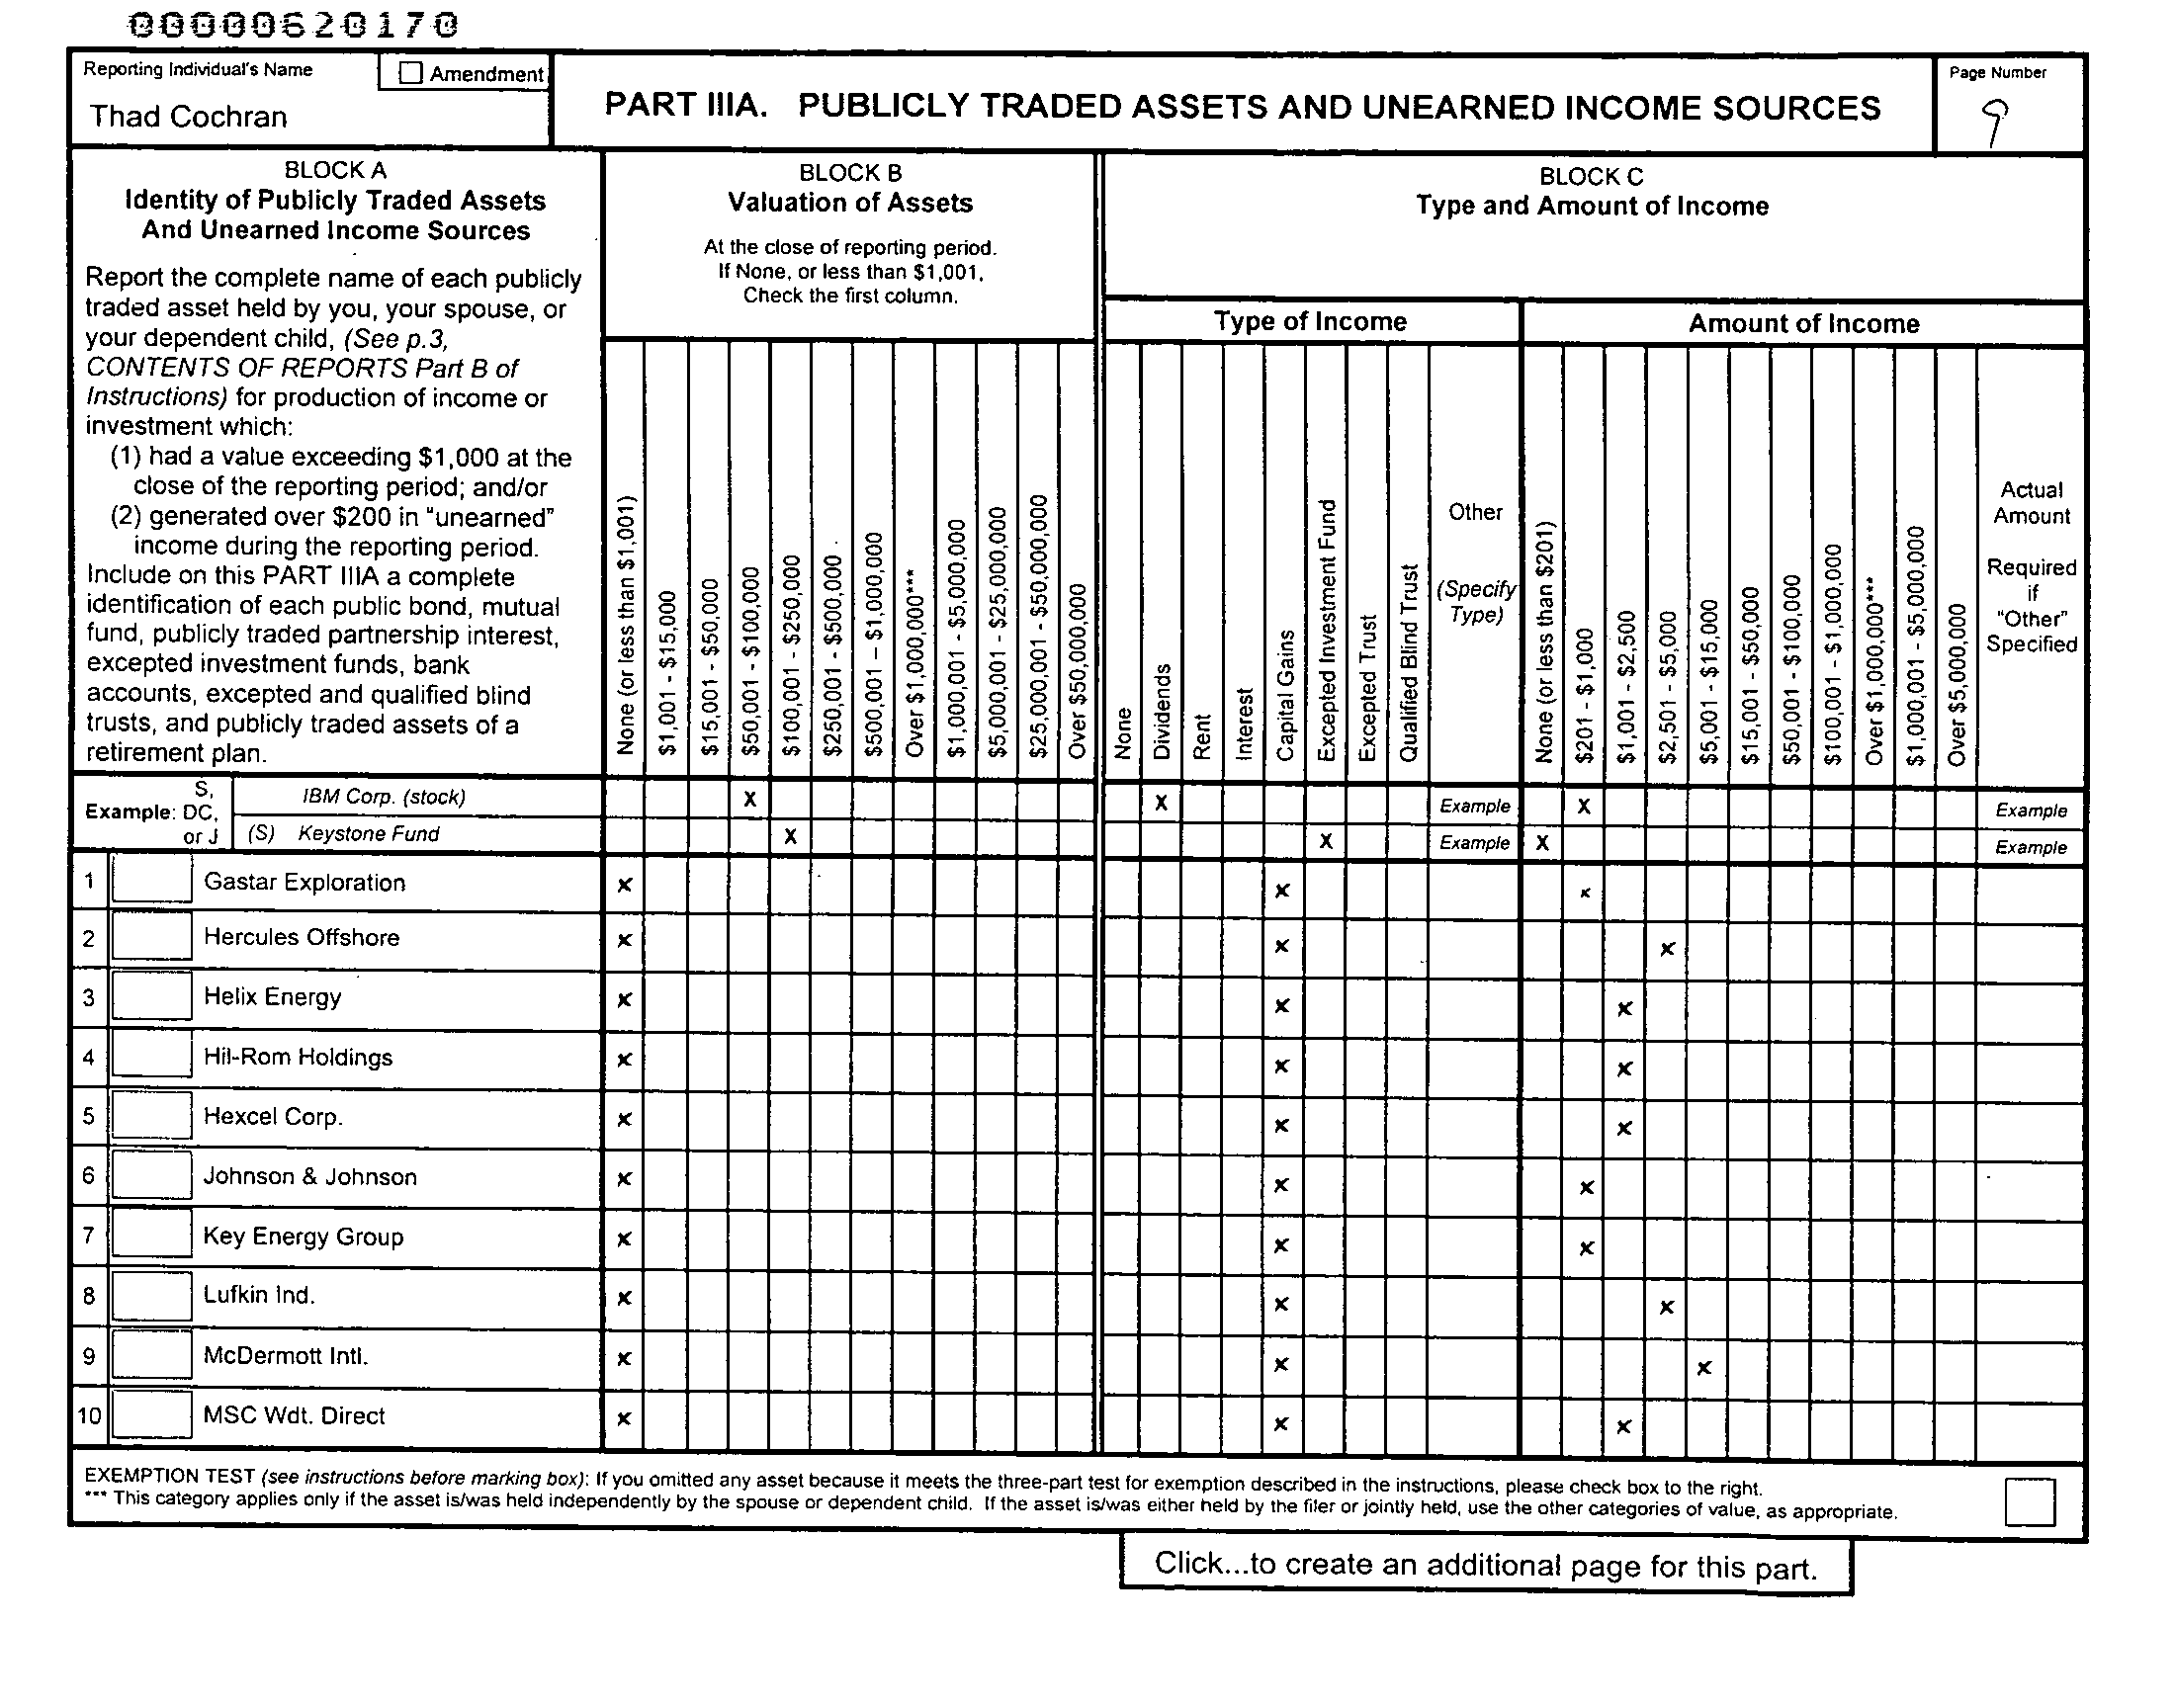 00000620170
Reporting Individual's Name
Amendment
Thad Cochran
PART IIIA. PUBLICLY TRADED ASSETS AND UNEARNED INCOME SOURCES
Page Number
9
BLOCK A
Identity of Publicly Traded Assets
And Unearned Income Sources
Report the complete name of each publicly
traded asset held by you, your spouse, or
your dependent child, (See p.3,
CONTENTS OF REPORTS Part B of
Instructions) for production of income or
investment which:
(1) had a value exceeding $1,000 at the
close of the reporting period; and/or
(2) generated over $200 in "unearned"
income during the reporting period.
Include on this PART IIIA a complete
identification of each public bond, mutual
fund, publicly traded partnership interest,
excepted investment funds, bank
accounts, excepted and qualified blind
trusts, and publicly traded assets of a
retirement plan.
BLOCK B
Valuation of Assets
At the close of reporting period.
If None, or less than $1,001,
Check the first column.
None (or less than $1,001)
$1,001 - $15,000
$15,001 - $50,000
$50,001 - $100,000
$100,001 - $250,000
$250,001 - $500,000
$500,001 – $1,000,000
Over $1,000,000***
$1,000,001 - $5,000,000
$5,000,001 - $25,000,000
$25,000,001 - $50,000,000
Over $50,000,000
BLOCK C
Type and Amount of Income
Type of Income
None
Dividends
Rent
Interest
Capital Gains
Excepted Investment Fund
Excepted Trust
Qualified Blind Trust
Other
(Specify
Type)
Amount of Income
None (or less than $201)
$201 - $1,000
$1,001 - $2,500
$2,501 - $5,000
$5,001 - $15,000
$15,001 - $50,000
$50,001 - $100,000
$100,001 - $1,000,000
Over $1,000,000***
$1,000,001 - $5,000,000
Over $5,000,000
Actual
Amount
Required
if
"Other"
Specified
Example: S, DC, or J
IBM Corp. (stock) X X Example X Example
(S) Keystone Fund X X Example X Example
1 Gastar Exploration x x x
2 Hercules Offshore x x x
3 Helix Energy x x x
4 Hil-Rom Holdings x x x
5 Hexcel Corp. x x x
6 Johnson & Johnson x x x
7 Key Energy Group x x x
8 Lufkin Ind. x x x
9 McDermott Intl. x x x
10 MSC Wdt. Direct x x x
EXEMPTION TEST (see instructions before marking box): If you omitted any asset because it meets the three-part test for exemption described in the instructions, please check box to the right.
*** This category applies only if the asset is/was held independently by the spouse or dependent child. If the asset is/was either held by the filer or jointly held, use the other categories of value, as appropriate.
Click...to create an additional page for this part.